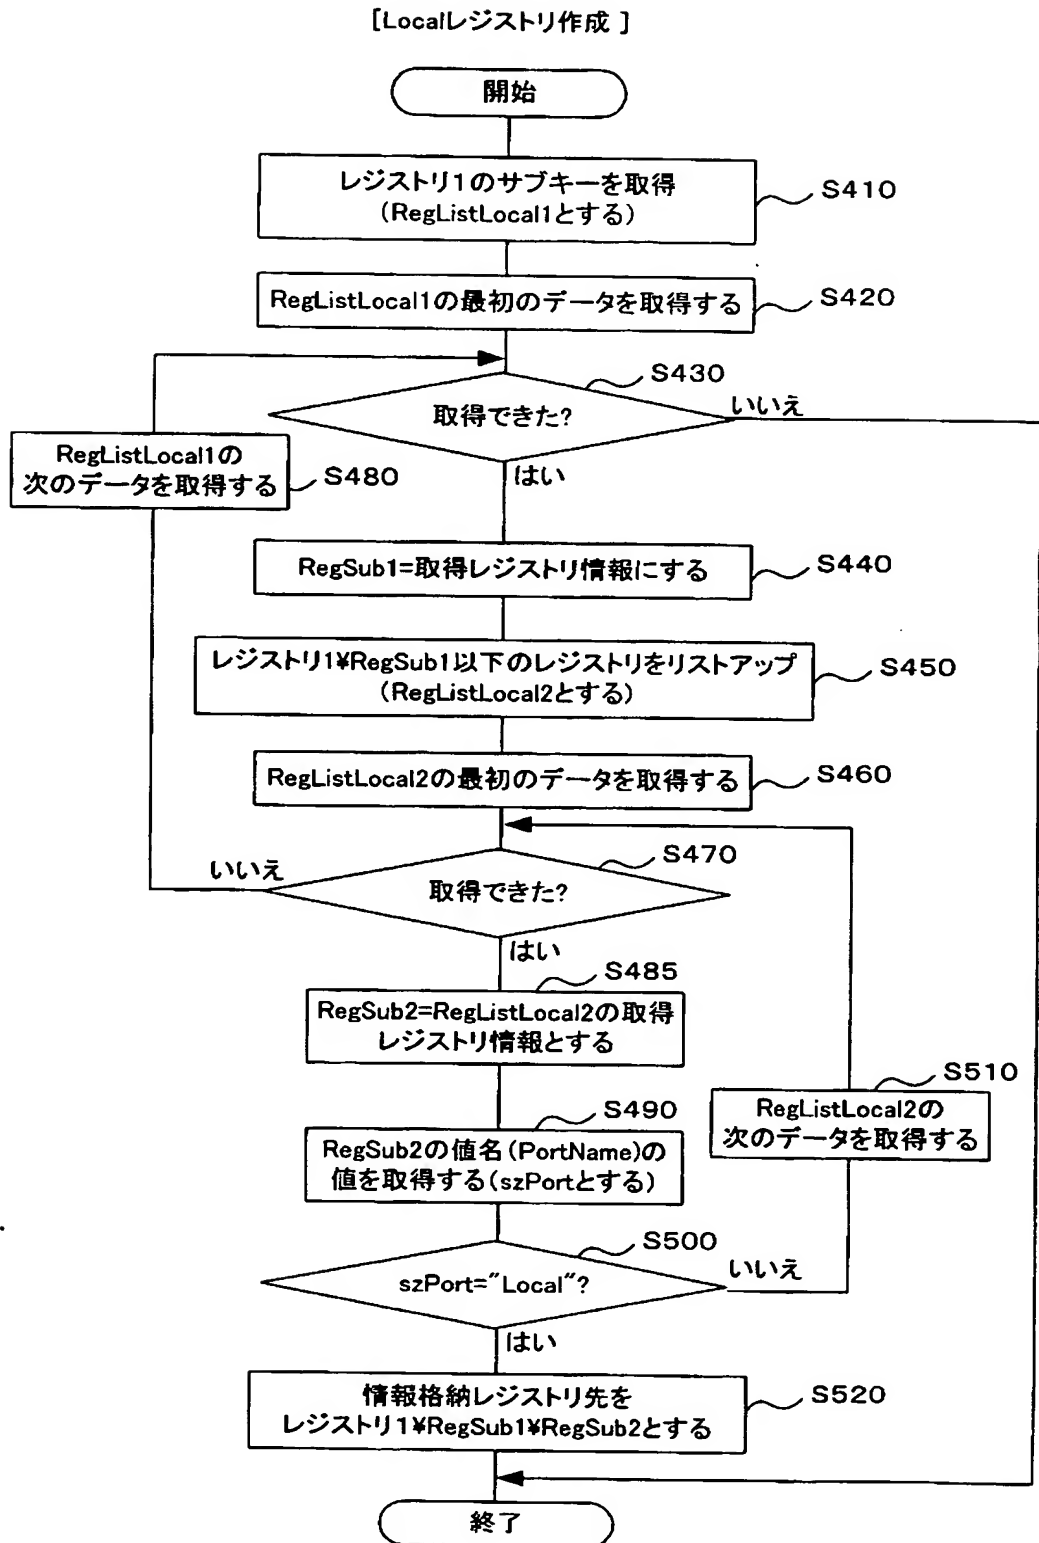 [Localレジストリ作成 ]
開始
レジストリ1のサブキーを取得
(RegListLocal1とする)
S410
RegListLocal1の最初のデータを取得する
S420
S430
取得できた?
いいえ
はい
RegListLocal1の
次のデータを取得する
S480
RegSub1=取得レジストリ情報にする
S440
レジストリ1¥RegSub1以下のレジストリをリストアップ
(RegListLocal2とする)
S450
RegListLocal2の最初のデータを取得する
S460
S470
いいえ
取得できた?
はい
S485
RegSub2=RegListLocal2の取得
レジストリ情報とする
S510
RegListLocal2の
次のデータを取得する
S490
RegSub2の値名(PortName)の
値を取得する(szPortとする)
S500
szPort="Local"?
いいえ
はい
情報格納レジストリ先を
レジストリ1¥RegSub1¥RegSub2とする
S520
終了